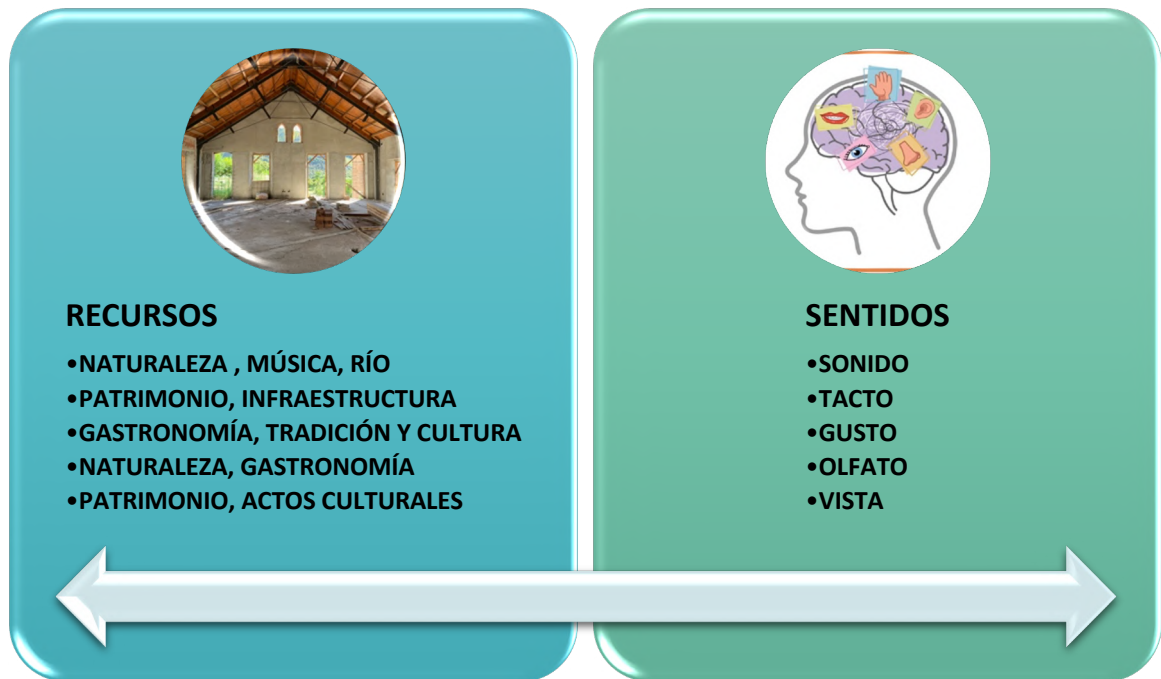 RECURSOS
•NATURALEZA , MÚSICA, RÍO
•PATRIMONIO, INFRAESTRUCTURA
•GASTRONOMÍA, TRADICIÓN Y CULTURA
•NATURALEZA, GASTRONOMÍA
•PATRIMONIO, ACTOS CULTURALES
SENTIDOS
•SONIDO
•TACTO
•GUSTO
•OLFATO
•VISTA